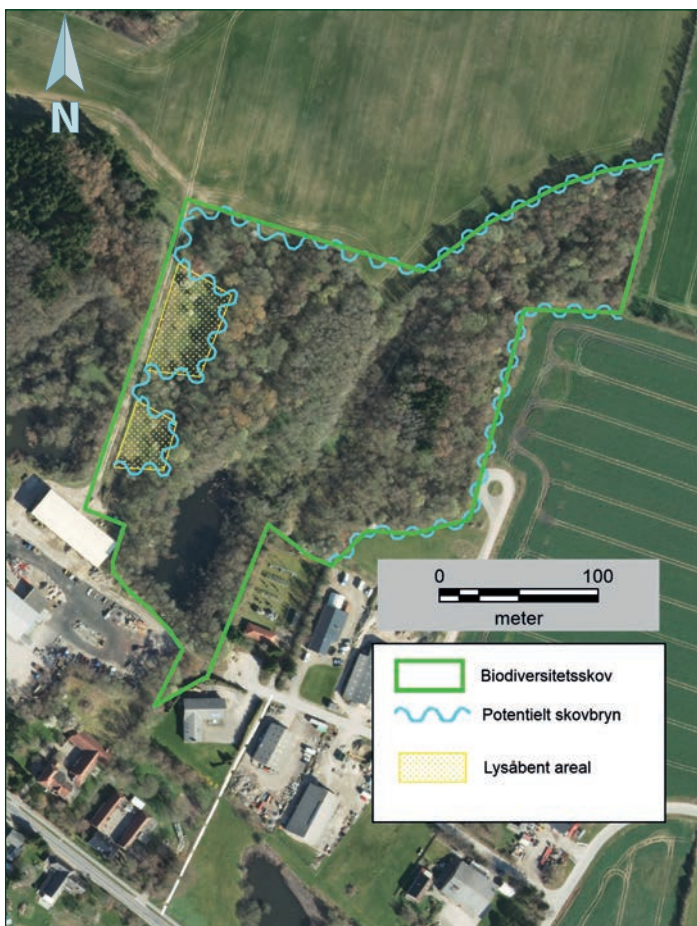 N
0 100
meter
Biodiversitetsskov
Potentielt skovbryn
Lysåbent areal